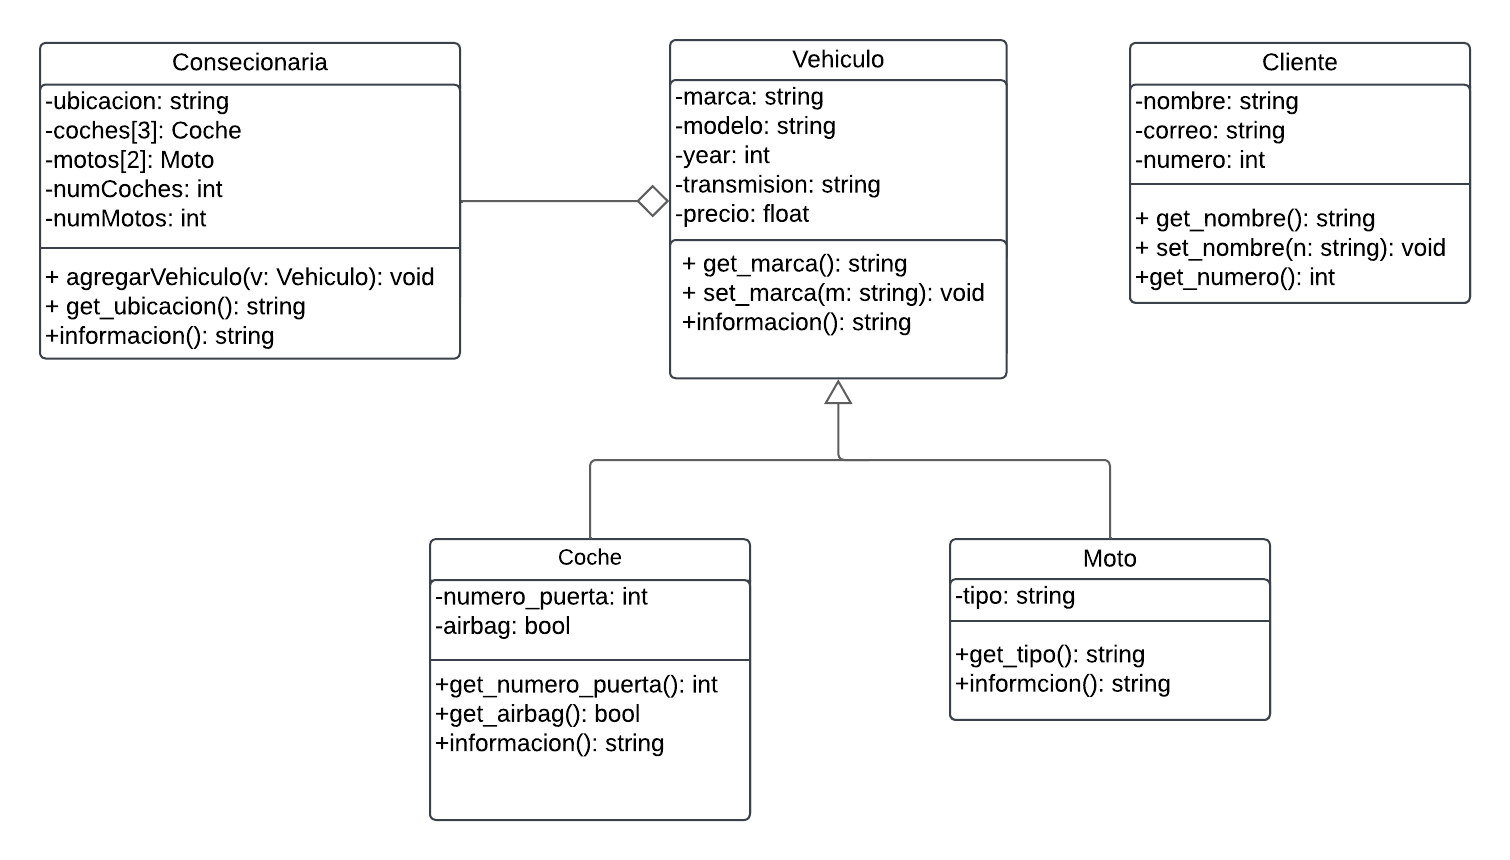 Consecionaria
-ubicacion: string
-coches[3]: Coche
-motos[2]: Moto
-numCoches: int
-numMotos: int
+ agregarVehiculo(v: Vehiculo): void
+ get_ubicacion(): string
+informacion(): string
Vehiculo
-marca: string
-modelo: string
-year: int
-transmision: string
-precio: float
+ get_marca(): string
+ set_marca(m: string): void
+informacion(): string
Cliente
-nombre: string
-correo: string
-numero: int
+ get_nombre(): string
+ set_nombre(n: string): void
+get_numero(): int
Coche
-numero_puerta: int
-airbag: bool
+get_numero_puerta(): int
+get_airbag(): bool
+informacion(): string
Moto
-tipo: string
+get_tipo(): string
+informcion(): string